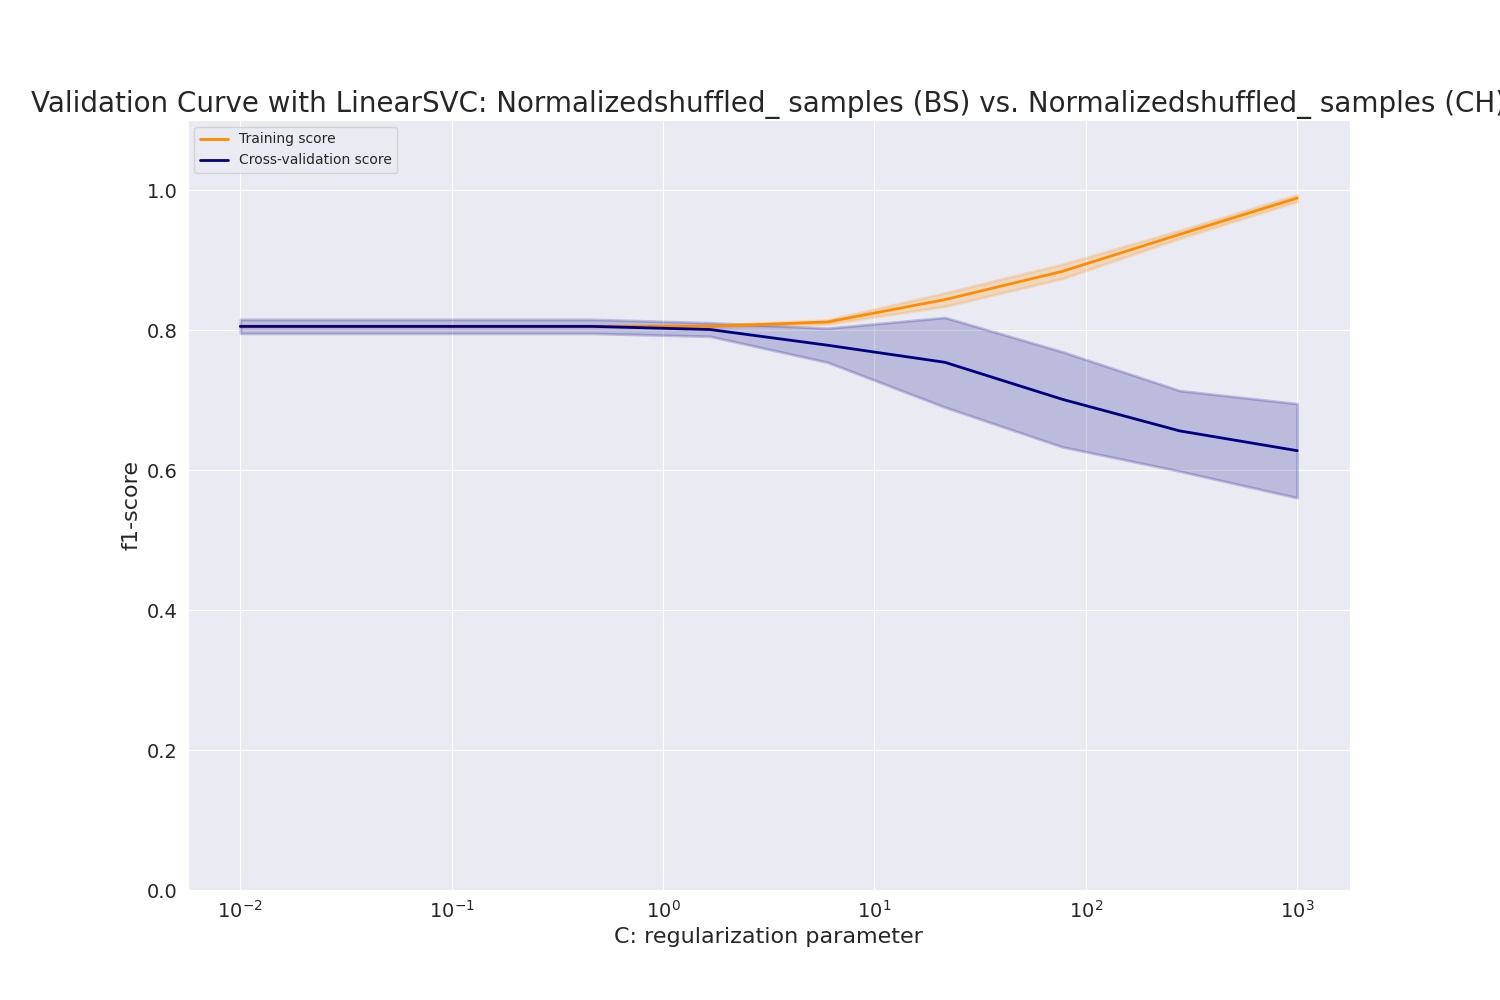 Validation Curve with LinearSVC: Normalizedshuffled_ samples (BS) vs. Normalizedshuffled_ samples (CH)
Training score
Cross-validation score
1.0
0.8
0.6
0.4
0.2
0.0
f1-score
10⁻² 10⁻¹ 10⁰ 10¹ 10² 10³
C: regularization parameter